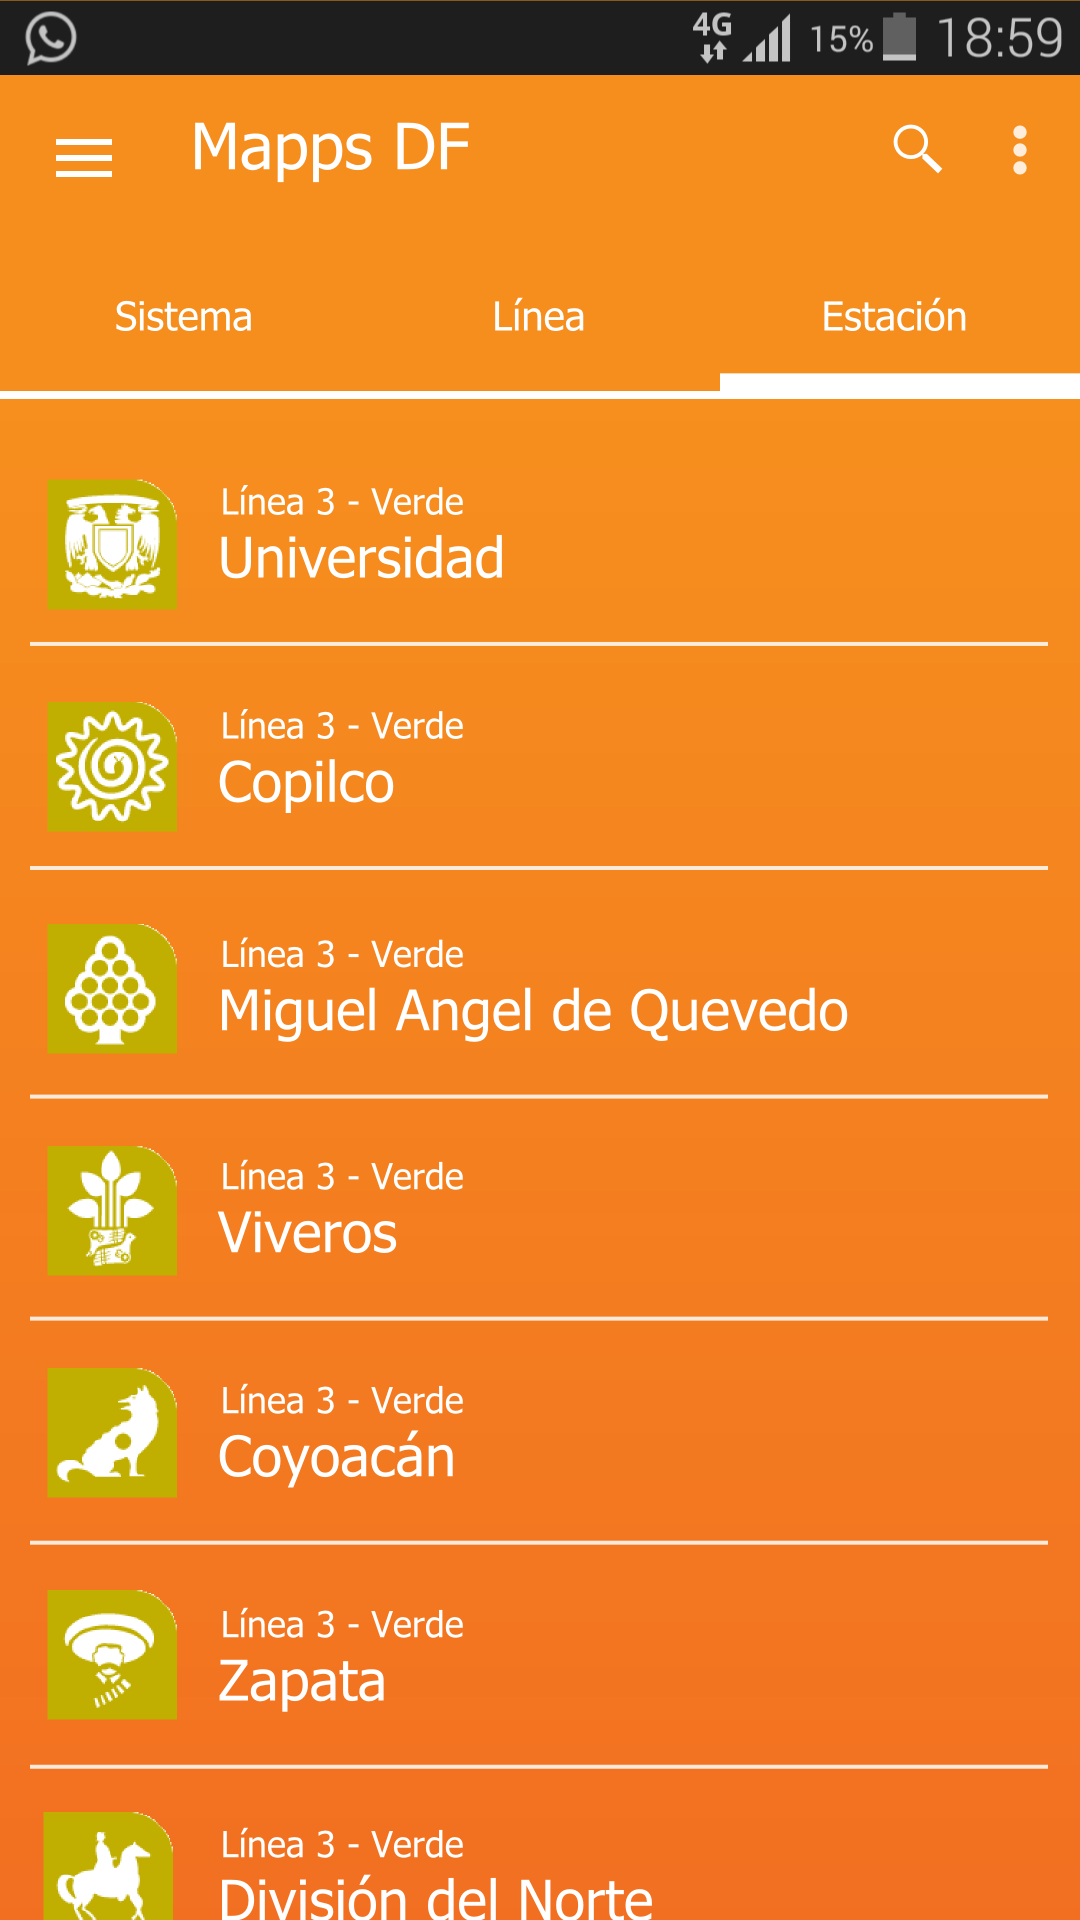 4G 15% 18:59
Mapps DF
Sistema Línea Estación
Línea 3 - Verde
Universidad
Línea 3 - Verde
Copilco
Línea 3 - Verde
Miguel Angel de Quevedo
Línea 3 - Verde
Viveros
Línea 3 - Verde
Coyoacán
Línea 3 - Verde
Zapata
Línea 3 - Verde
División del Norte